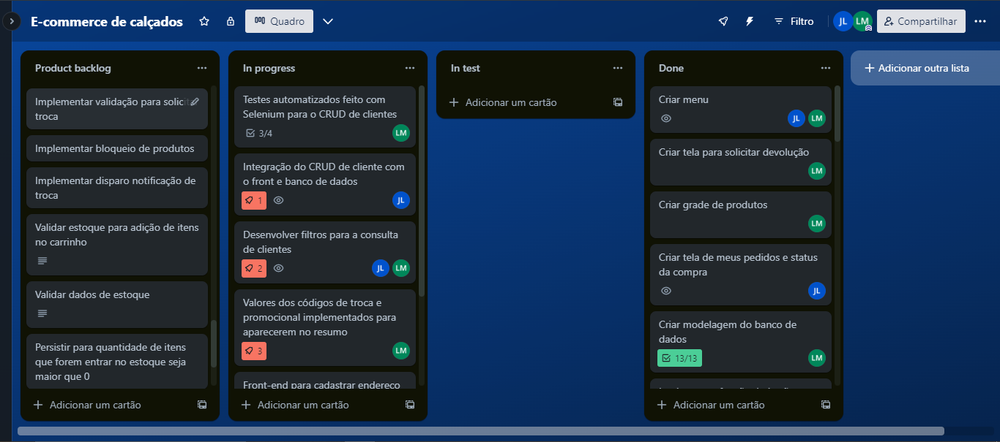 E-commerce de calçados
Quadro
Filtro
JL
LM
Compartilhar
Product backlog
Implementar validação para solicit
troca
Implementar bloqueio de produtos
Implementar disparo notificação de
troca
Validar estoque para adição de itens
no carrinho
Validar dados de estoque
Persistir para quantidade de itens
que forem entrar no estoque seja
maior que 0
Adicionar um cartão
In progress
Testes automatizados feito com
Selenium para o CRUD de clientes
3/4
LM
Integração do CRUD de cliente com
o front e banco de dados
1
JL
Desenvolver filtros para a consulta
de clientes
2
JL
LM
Valores dos códigos de troca e
promocional implementados para
aparecerem no resumo
3
LM
Front-end para cadastrar endereço
Adicionar um cartão
In test
Adicionar um cartão
Done
Criar menu
JL
LM
Criar tela para solicitar devolução
LM
Criar grade de produtos
LM
Criar tela de meus pedidos e status
da compra
JL
Criar modelagem do banco de
dados
13/13
LM
Adicionar um cartão
Adicionar outra lista